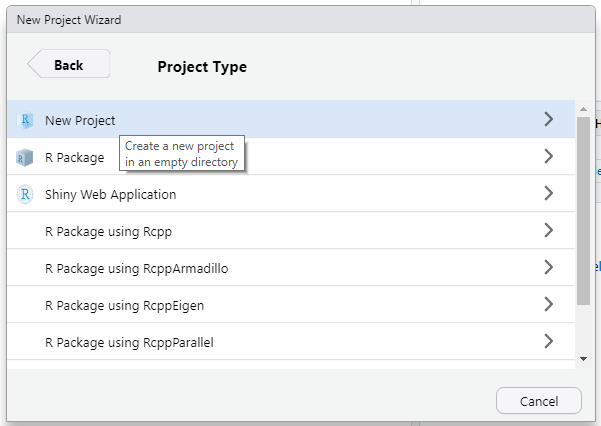 New Project Wizard
Back
Project Type
New Project
Create a new project
in an empty directory
R Package
Shiny Web Application
R Package using Rcpp
R Package using RcppArmadillo
R Package using RcppEigen
R Package using RcppParallel
Cancel